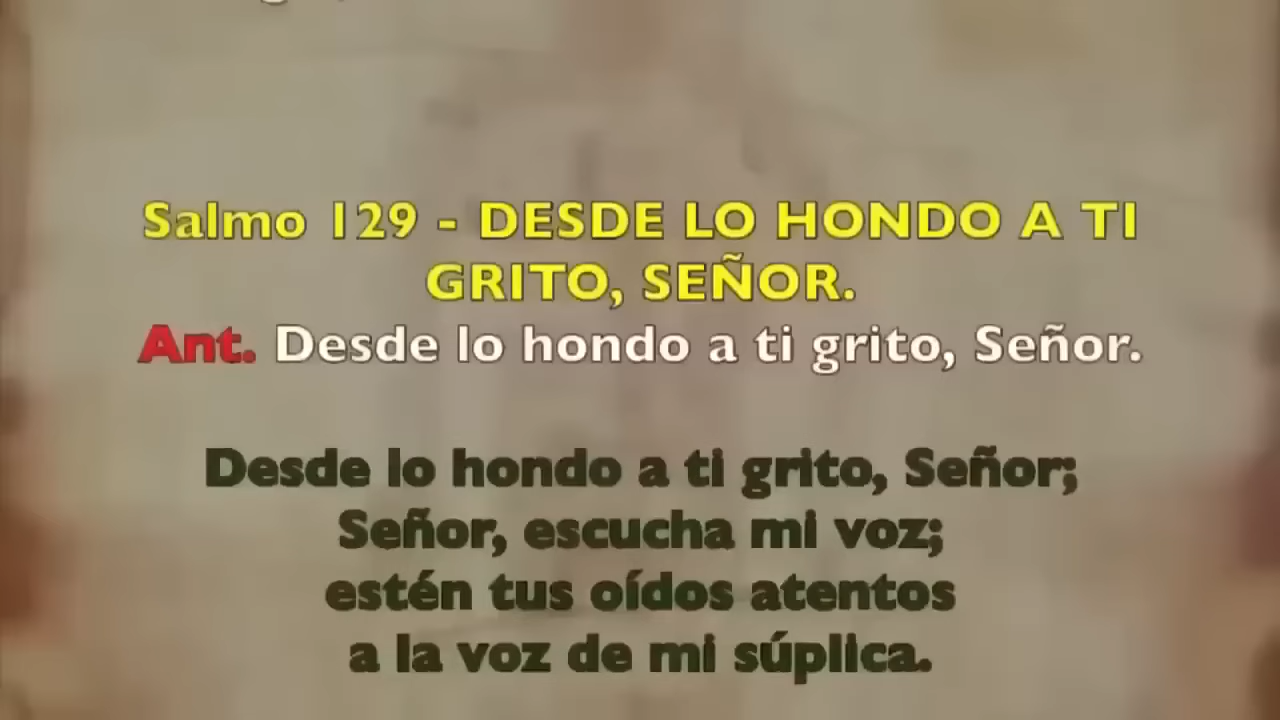 Salmo 129 - DESDE LO HONDO A TI
GRITO, SEÑOR.
Ant. Desde lo hondo a ti grito, Señor.
Desde lo hondo a ti grito, Señor;
Señor, escucha mi voz;
estén tus oídos atentos
a la voz de mi súplica.